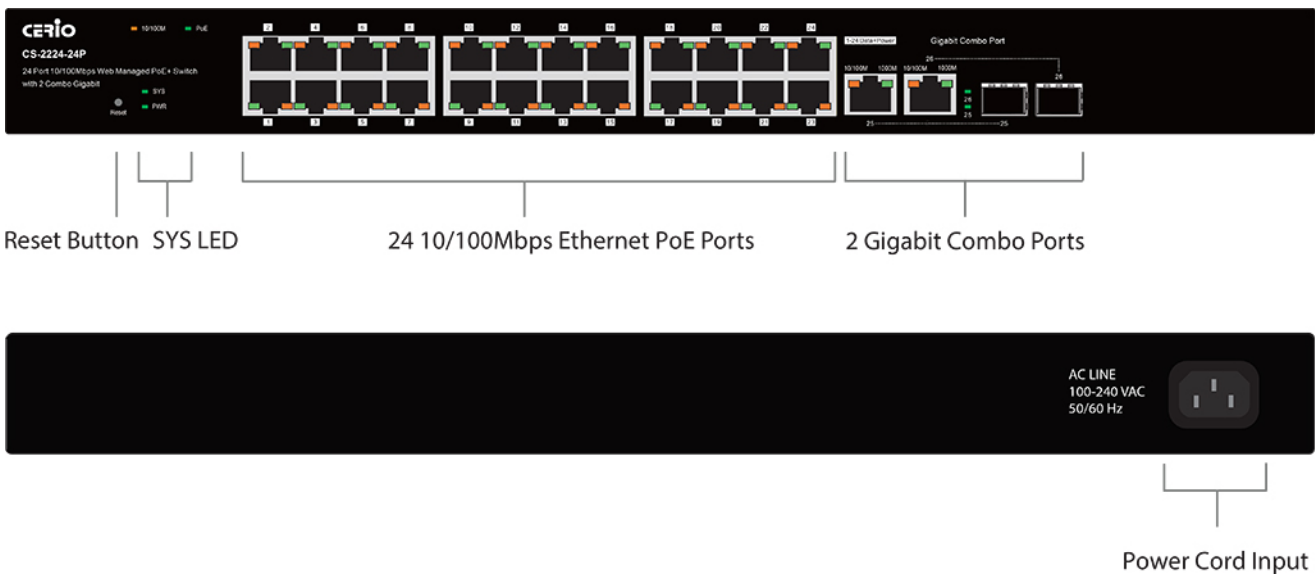 CERIO
10/100M
PoE
CS-2224-24P
24 Port 10/100Mbps Web Managed PoE+ Switch
with 2 Combo Gigabit
SYS
PWR
Reset
2 4 6 8 10 12 14 16 18 20 22 24
1 3 5 7 9 11 13 15 17 19 21 23
1-24 Data+Power
Gigabit Combo Port
26
26
10/100M 1000M 10/100M 1000M
26
25
25
25
Reset Button
SYS LED
24 10/100Mbps Ethernet PoE Ports
2 Gigabit Combo Ports
AC LINE
100-240 VAC
50/60 Hz
Power Cord Input